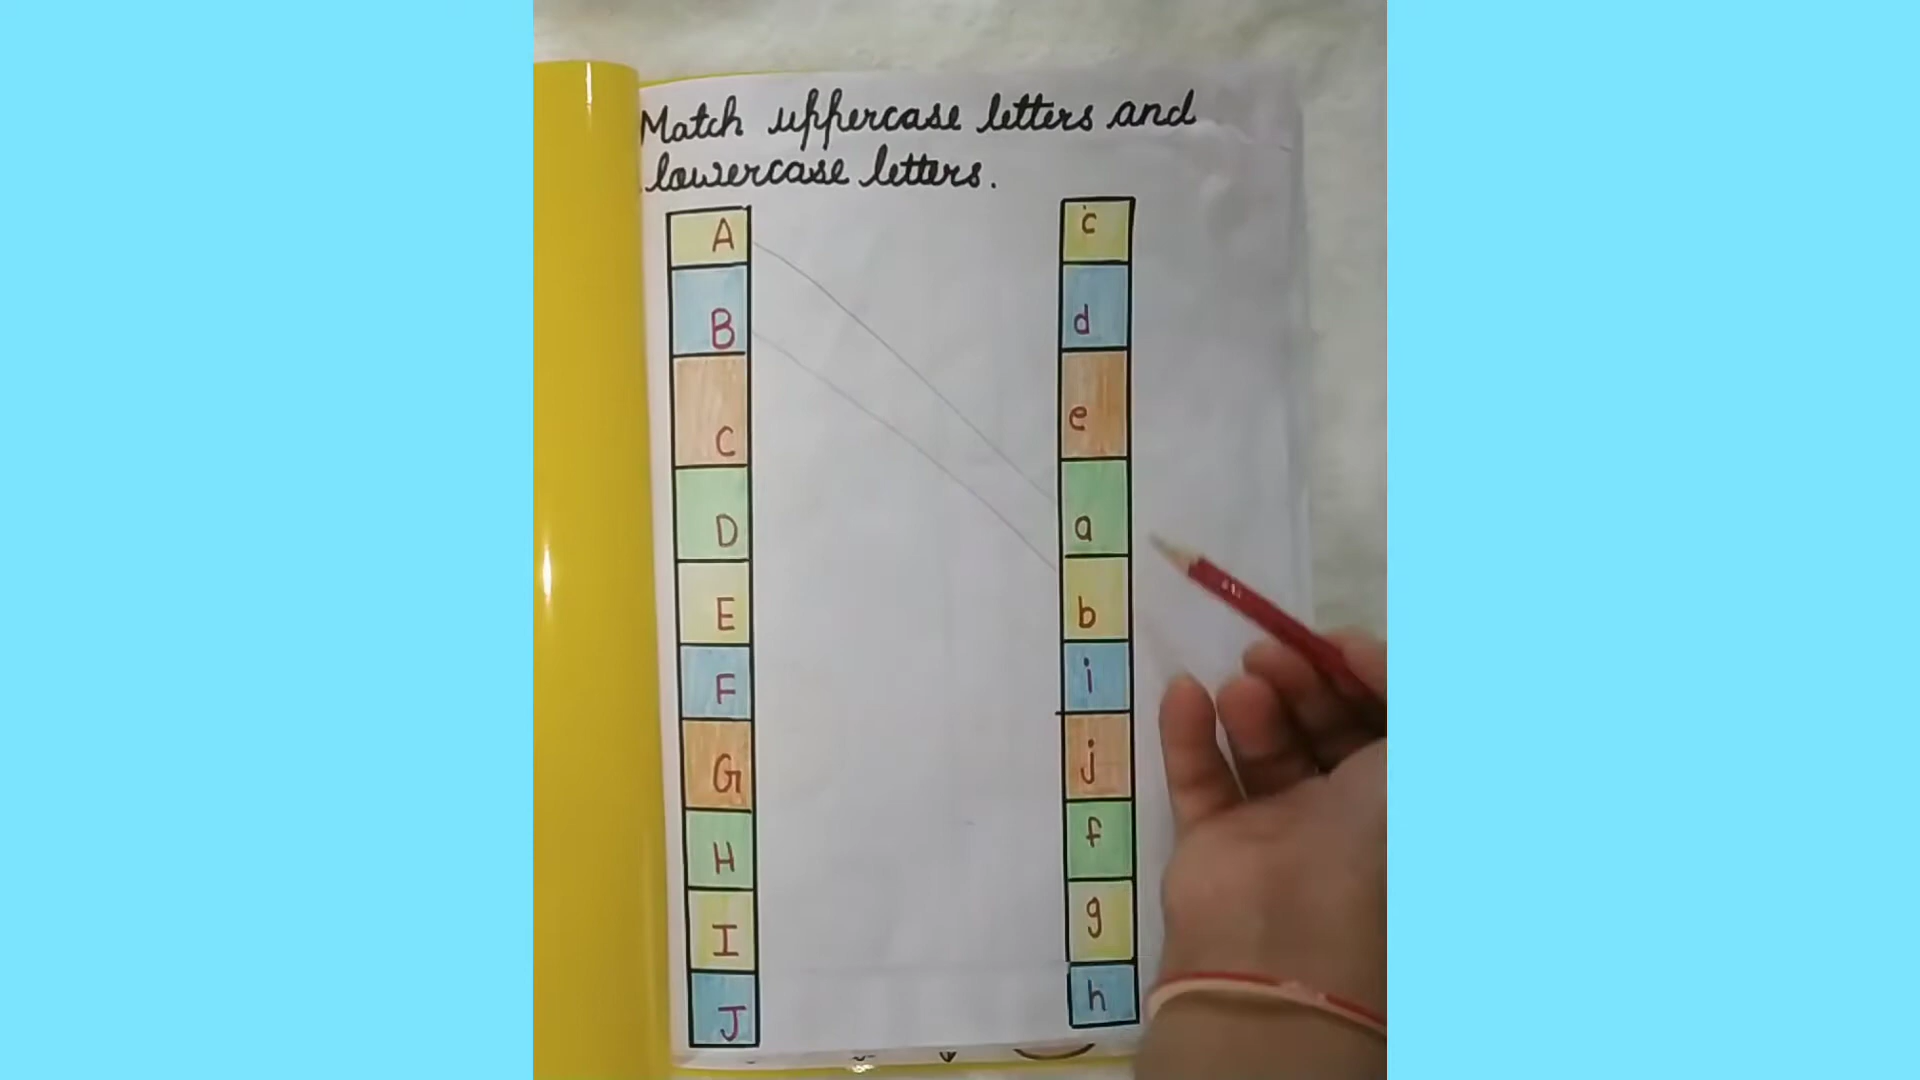 Match uppercase letters and
lowercase letters.
A c
B d
C e
D a
E b
F i
G j
H f
I g
J h